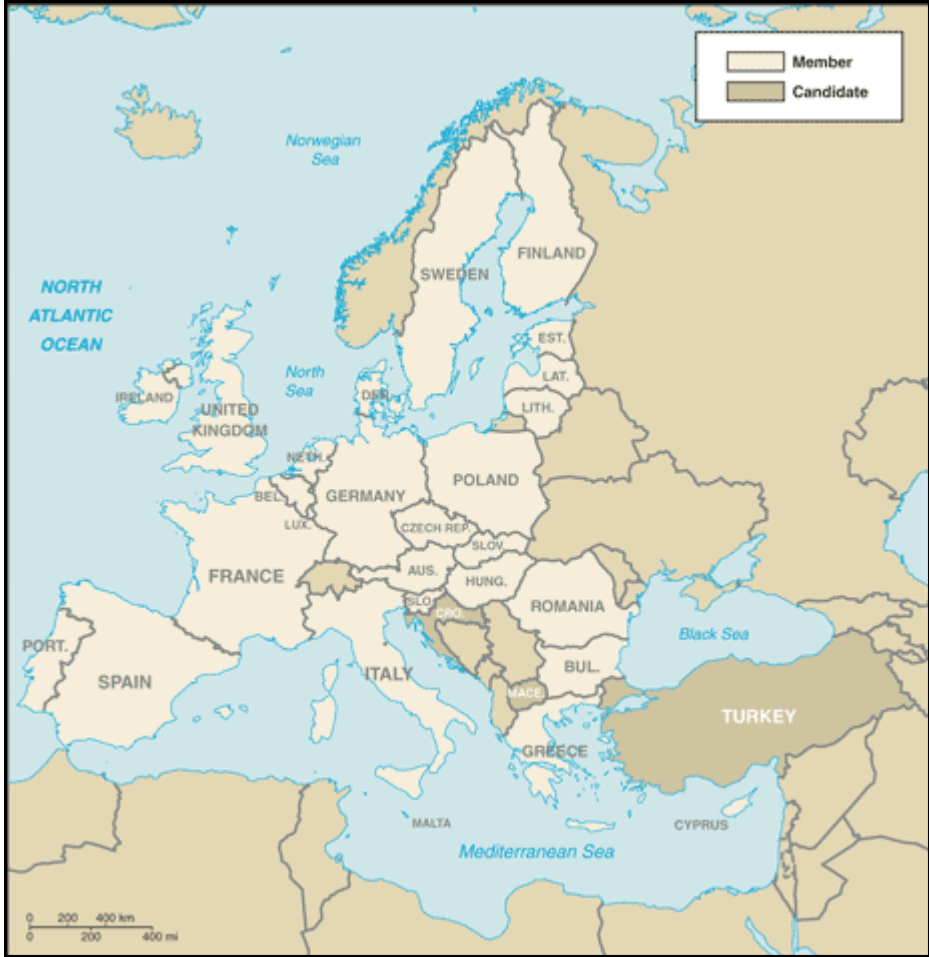 Member
Candidate
Norwegian
Sea
FINLAND
SWEDEN
NORTH
ATLANTIC
OCEAN
EST.
North
Sea
LAT.
DEN.
IRELAND
UNITED
KINGDOM
LITH.
NETH.
POLAND
BEL.
GERMANY
LUX.
CZECH REP.
SLOV.
AUS.
FRANCE
HUNG.
SLO.
CRO.
ROMANIA
Black Sea
PORT.
SPAIN
ITALY
BUL.
MACE.
TURKEY
GREECE
MALTA
CYPRUS
Mediterranean Sea
0 200 400 km
0 200 400 mi